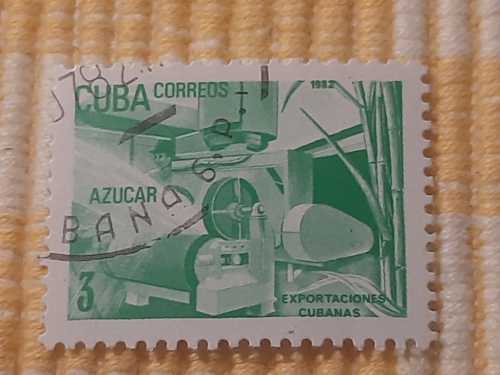 CUBA CORREOS 1982
AZUCAR
3
EXPORTACIONES
CUBANAS